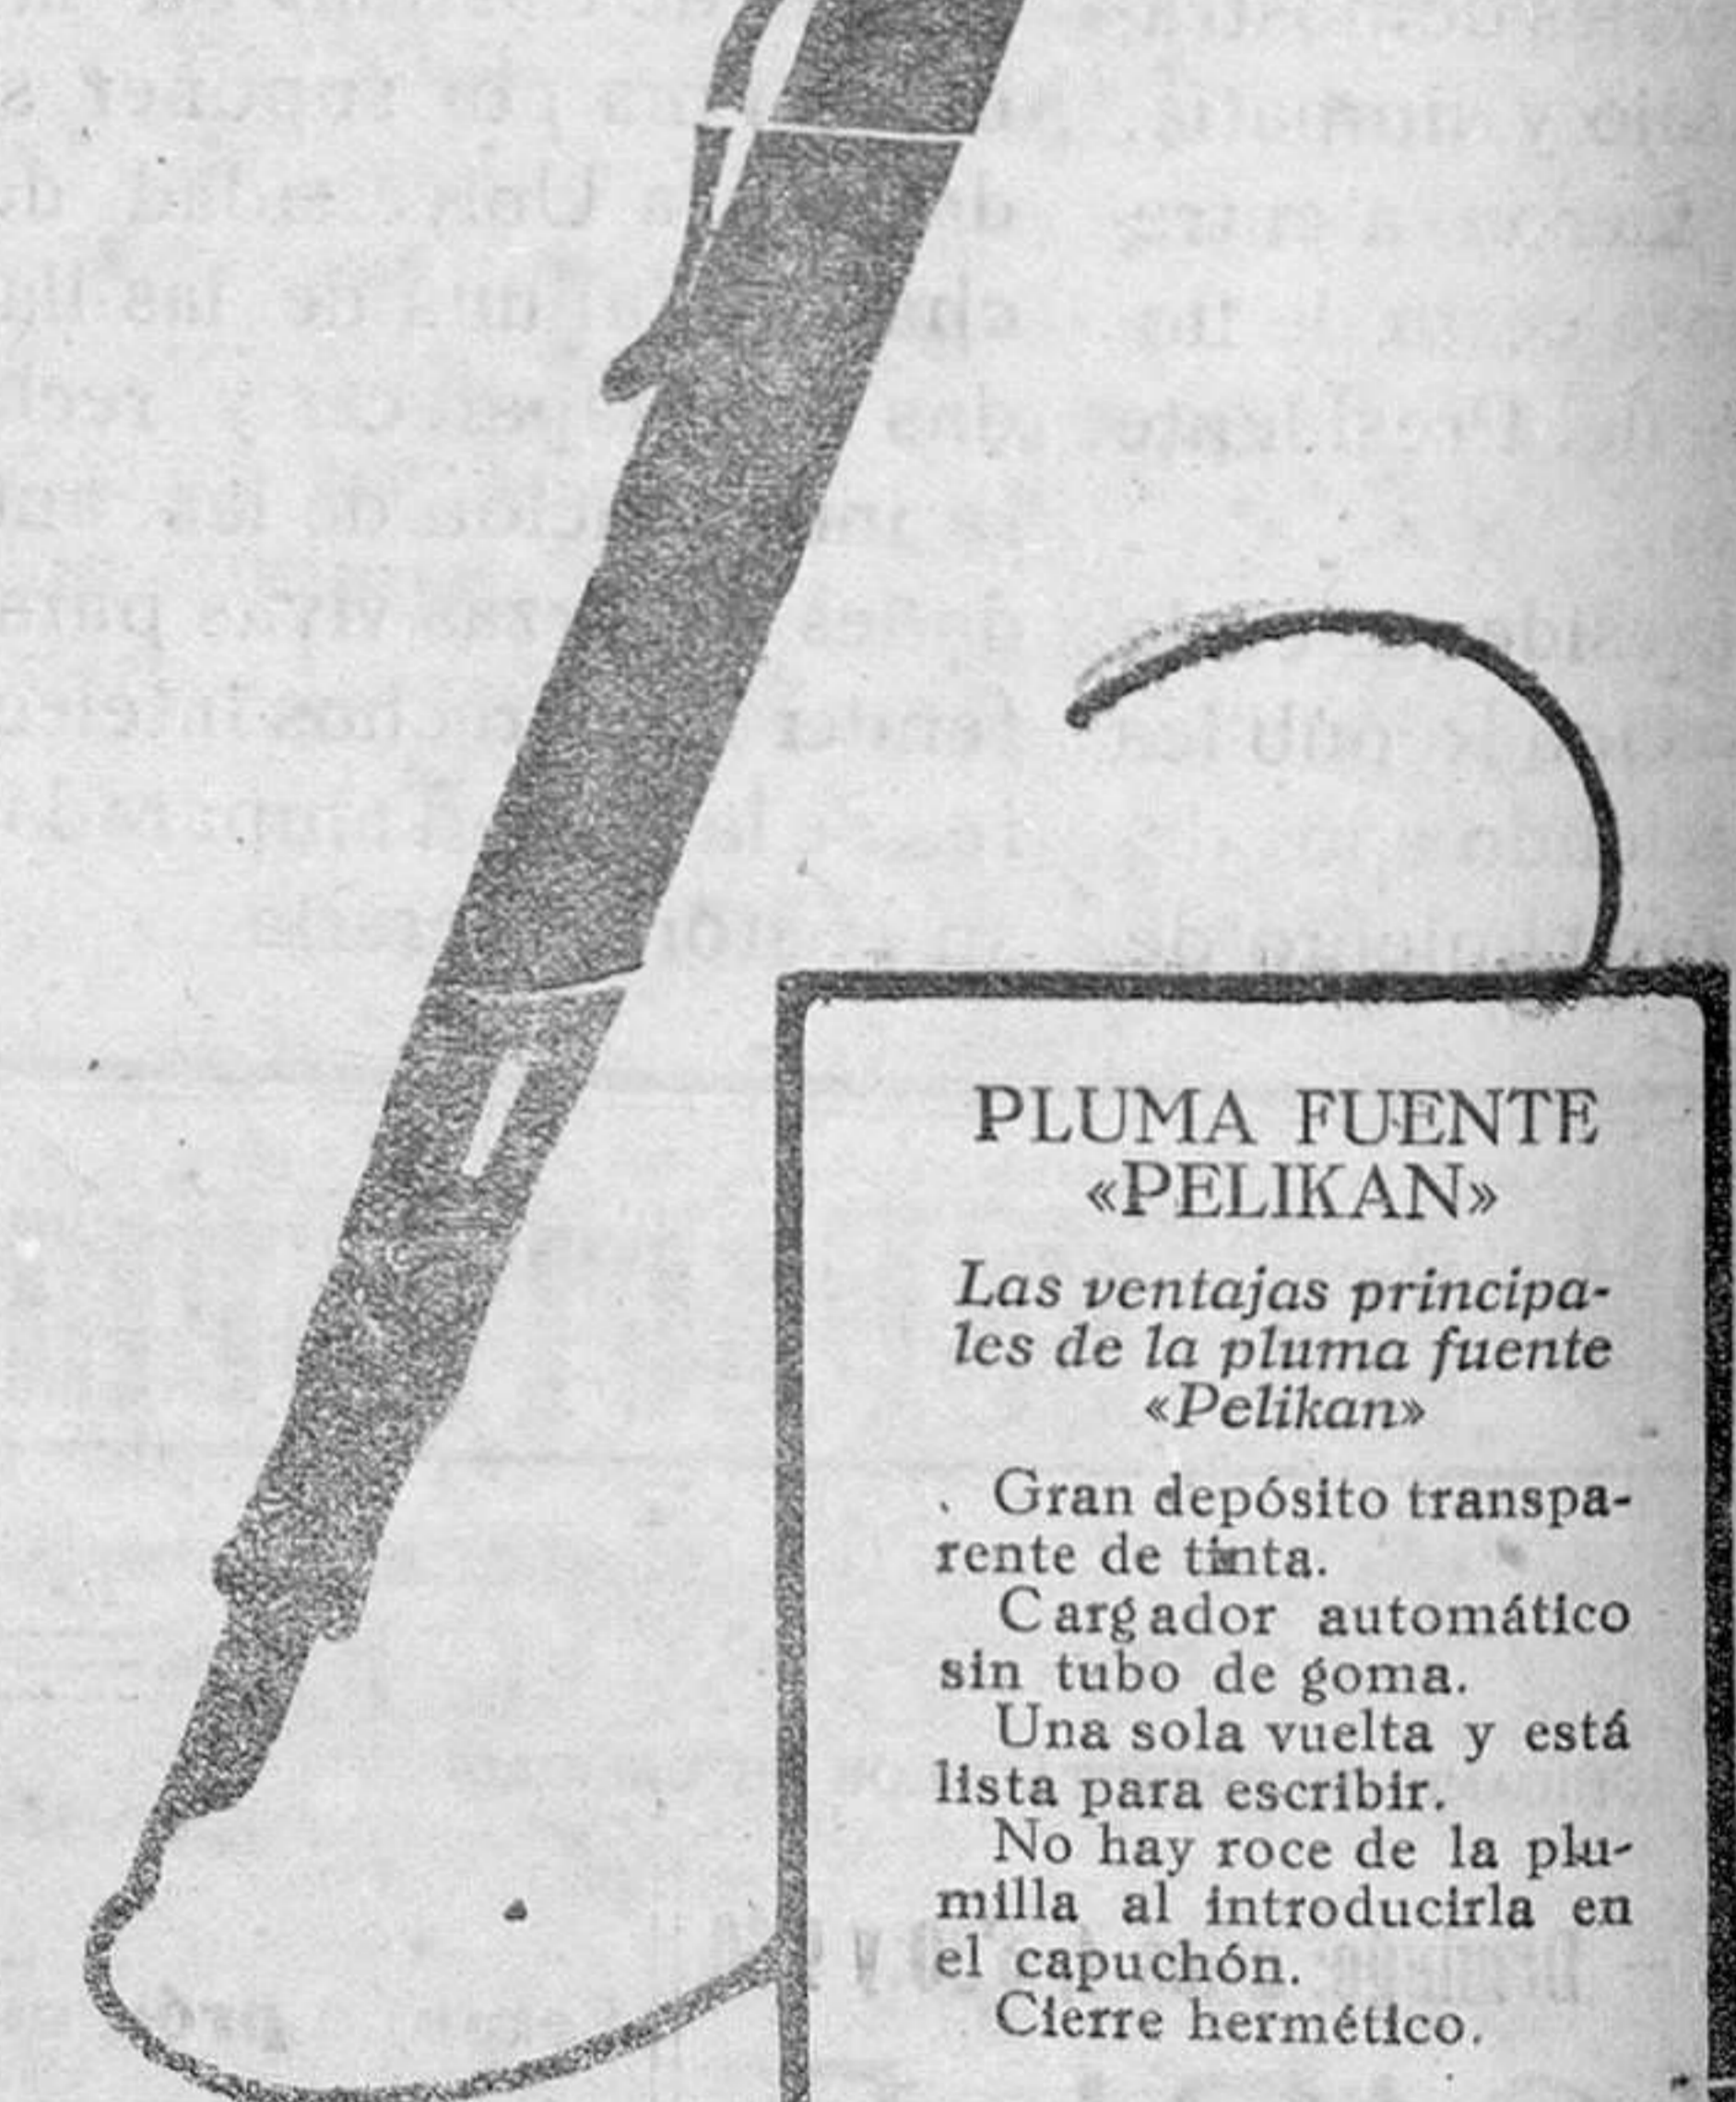 PLUMA FUENTE
«PELIKAN»
Las ventajas principa-
les de la pluma fuente
«Pelikan»
Gran depósito transpa-
rente de tinta.
Cargador automático
sin tubo de goma.
Una sola vuelta y está
lista para escribir.
No hay roce de la plu-
milla al introducirla en
el capuchón.
Cierre hermético.